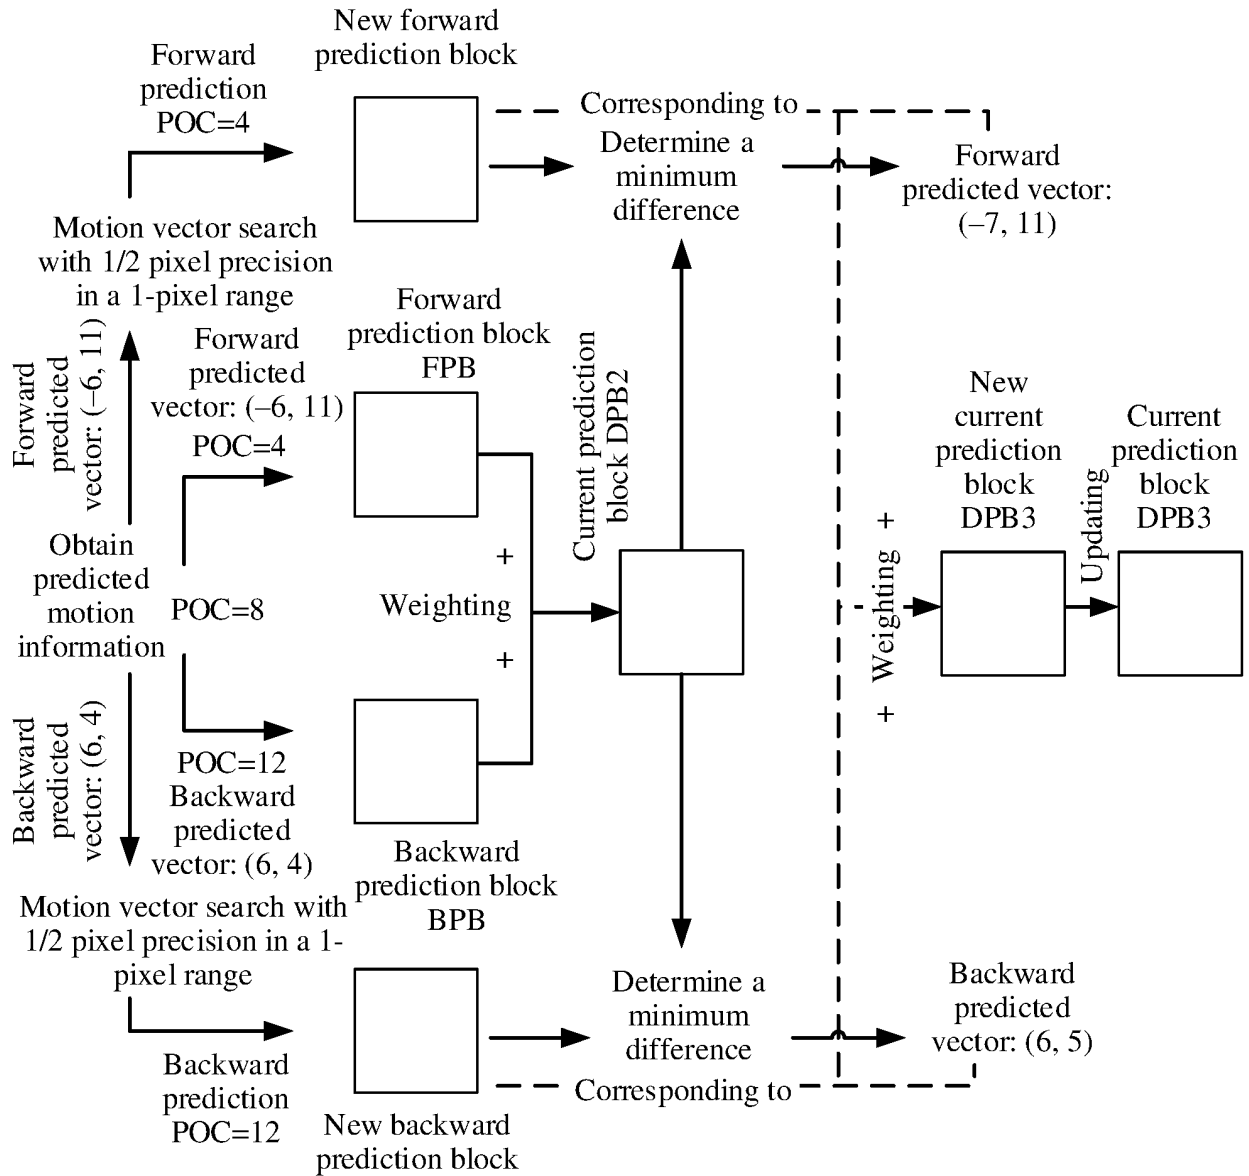 New forward
prediction block
Forward
prediction
POC=4
Corresponding to
Determine a
minimum
difference
Forward
predicted vector:
(–7, 11)
Motion vector search
with 1/2 pixel precision
in a 1-pixel range
Forward
predicted
vector: (–6, 11)
Forward
predicted
vector: (–6, 11)
POC=4
Forward
prediction block
FPB
Current prediction
block DPB2
New
current
prediction
block
DPB3
Current
prediction
block
DPB3
Updating
Obtain
predicted
motion
information
POC=8
+
Weighting
+
+
Weighting
+
Backward
predicted
vector: (6, 4)
POC=12
Backward
predicted
vector: (6, 4)
Backward
prediction block
BPB
Motion vector search with
1/2 pixel precision in a 1-
pixel range
Determine a
minimum
difference
Backward
predicted
vector: (6, 5)
Corresponding to
Backward
prediction
POC=12
New backward
prediction block